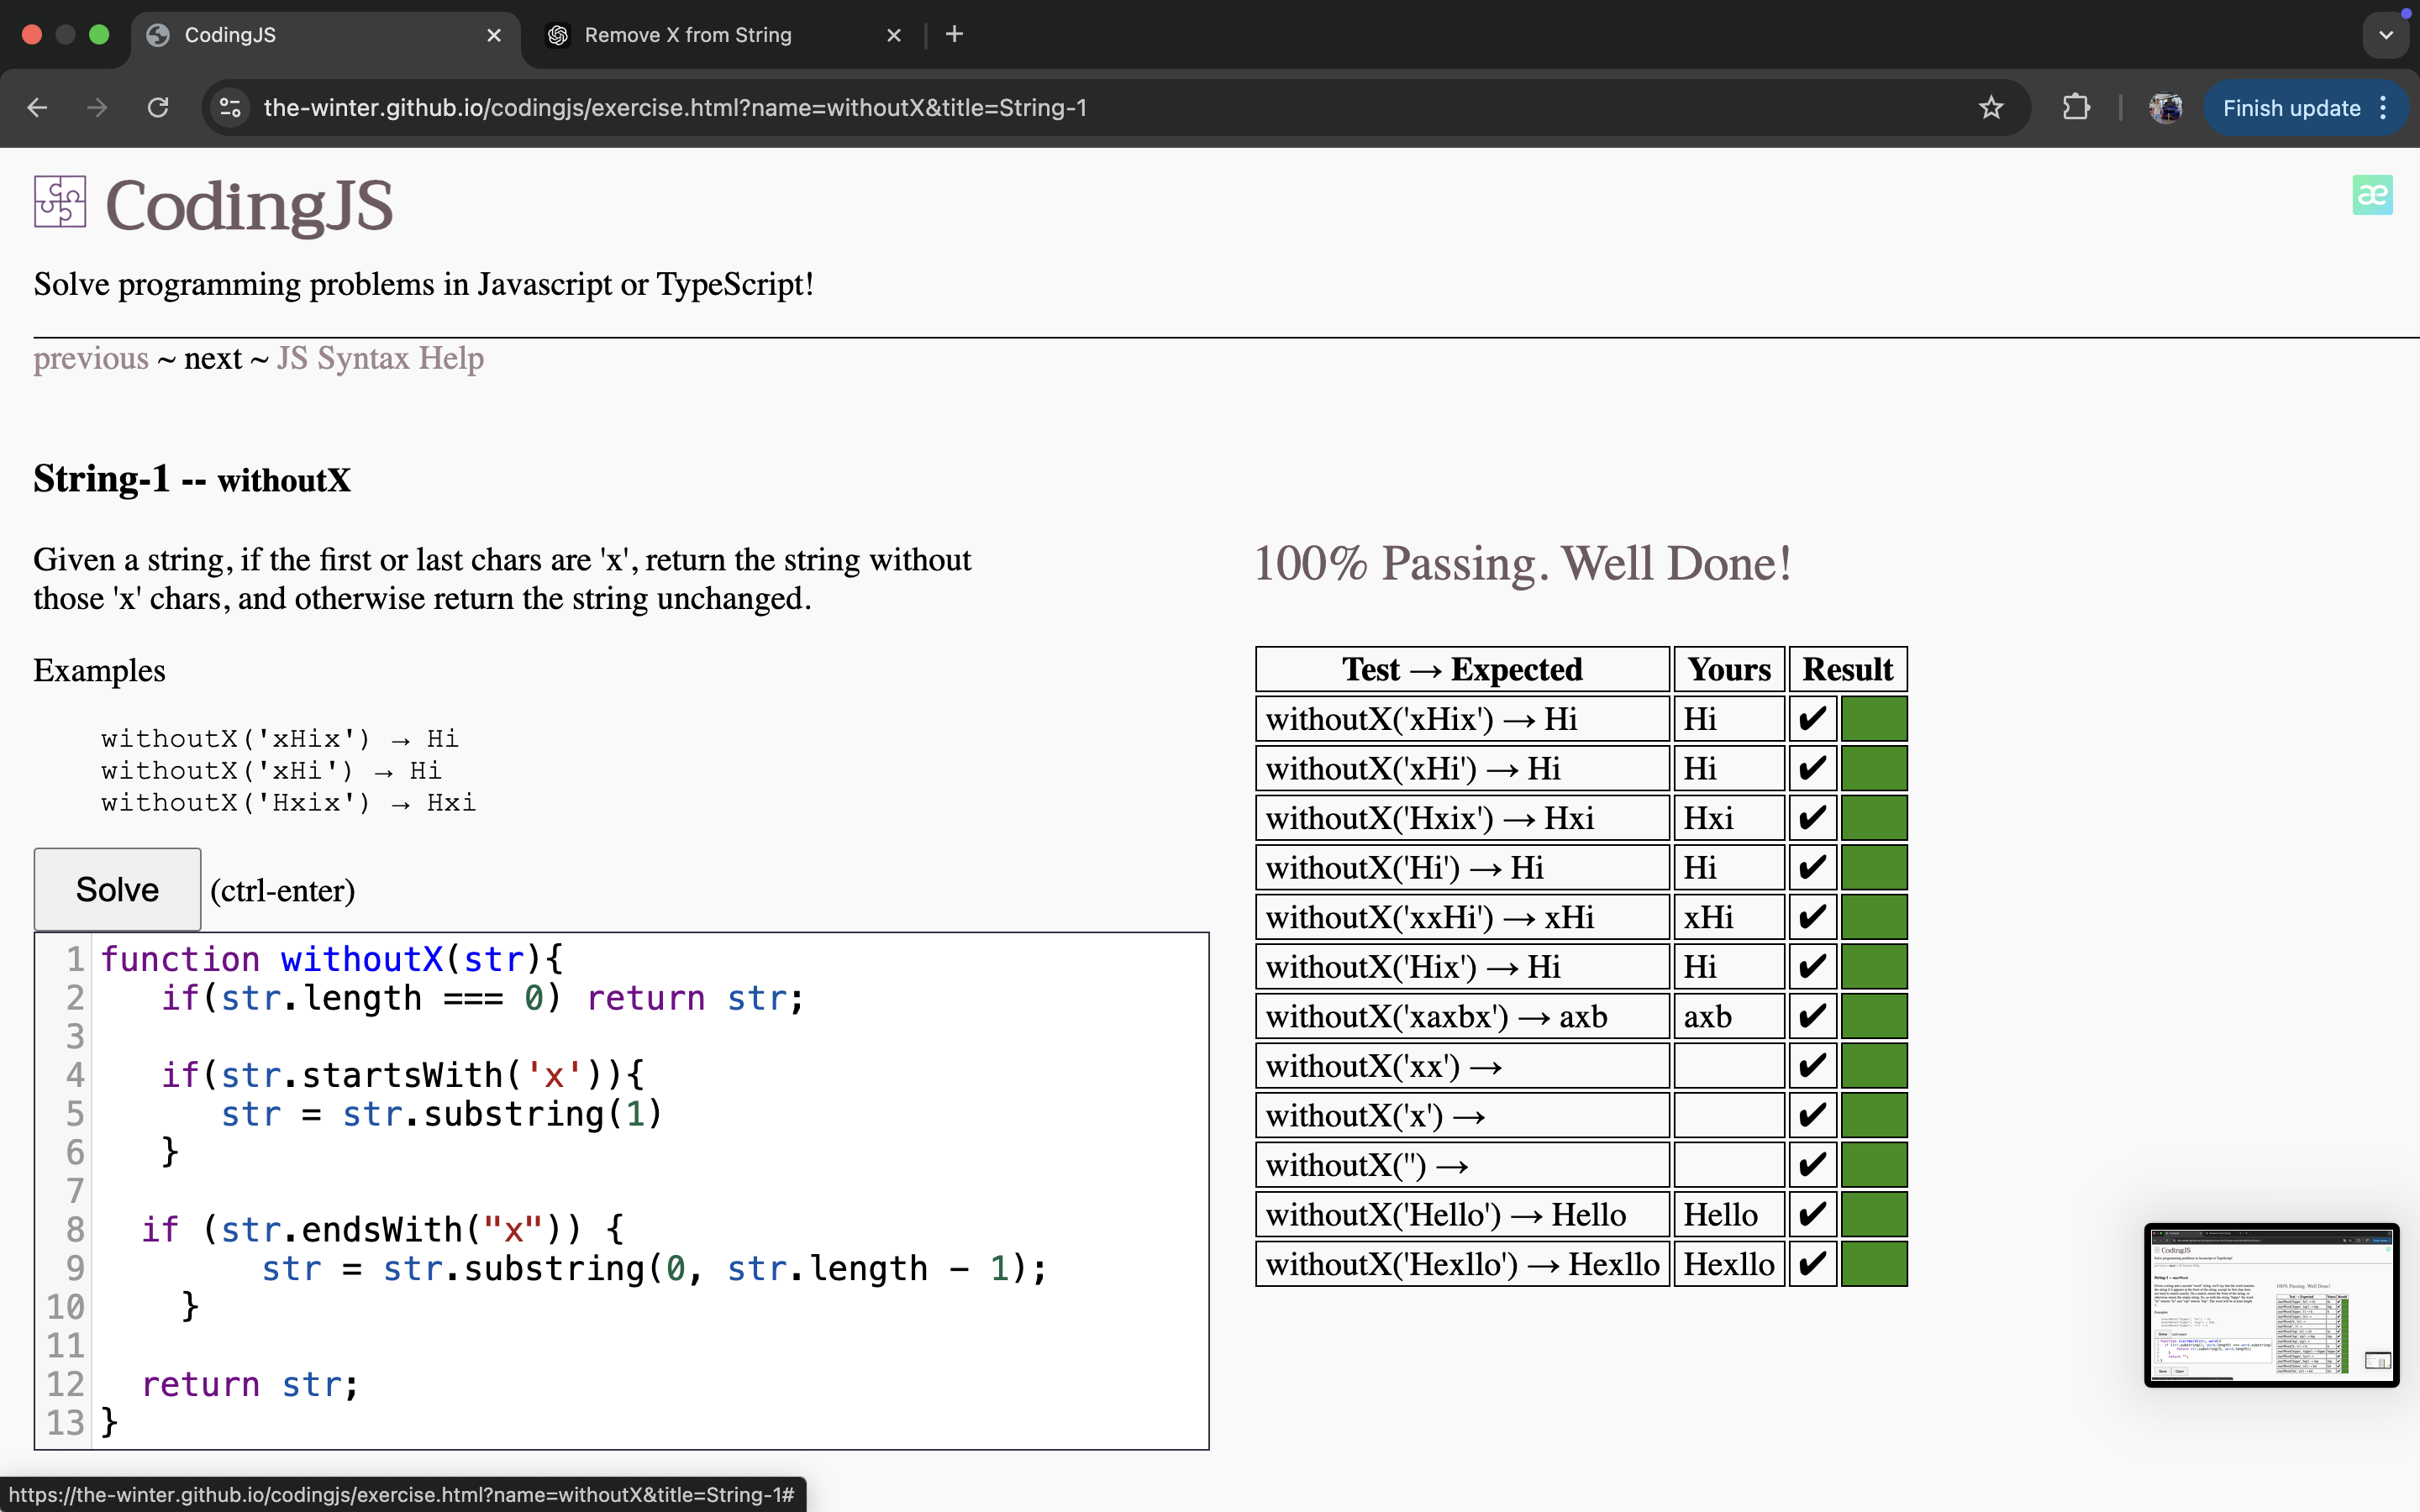 CodingJS
Remove X from String
the-winter.github.io/codingjs/exercise.html?name=withoutX&title=String-1
Finish update
CodingJS
æ
Solve programming problems in Javascript or TypeScript!
previous ~ next ~ JS Syntax Help
String-1 -- withoutX
Given a string, if the first or last chars are 'x', return the string without
those 'x' chars, and otherwise return the string unchanged.
Examples
withoutX('xHix') → Hi
withoutX('xHi') → Hi
withoutX('Hxix') → Hxi
Solve (ctrl-enter)
1 function withoutX(str){
2 if(str.length === 0) return str;
3
4 if(str.startsWith('x')){
5 str = str.substring(1)
6 }
7
8 if (str.endsWith("x")) {
9 str = str.substring(0, str.length - 1);
10 }
11
12 return str;
13 }
100% Passing. Well Done!
Test → Expected Yours Result
withoutX('xHix') → Hi Hi ✔
withoutX('xHi') → Hi Hi ✔
withoutX('Hxix') → Hxi Hxi ✔
withoutX('Hi') → Hi Hi ✔
withoutX('xxHi') → xHi xHi ✔
withoutX('Hix') → Hi Hi ✔
withoutX('xaxbx') → axb axb ✔
withoutX('xx') → ✔
withoutX('x') → ✔
withoutX('') → ✔
withoutX('Hello') → Hello Hello ✔
withoutX('Hexllo') → Hexllo Hexllo ✔
CodingJS
https://the-winter.github.io/codingjs/exercise.html?name=withoutX&title=String-1#